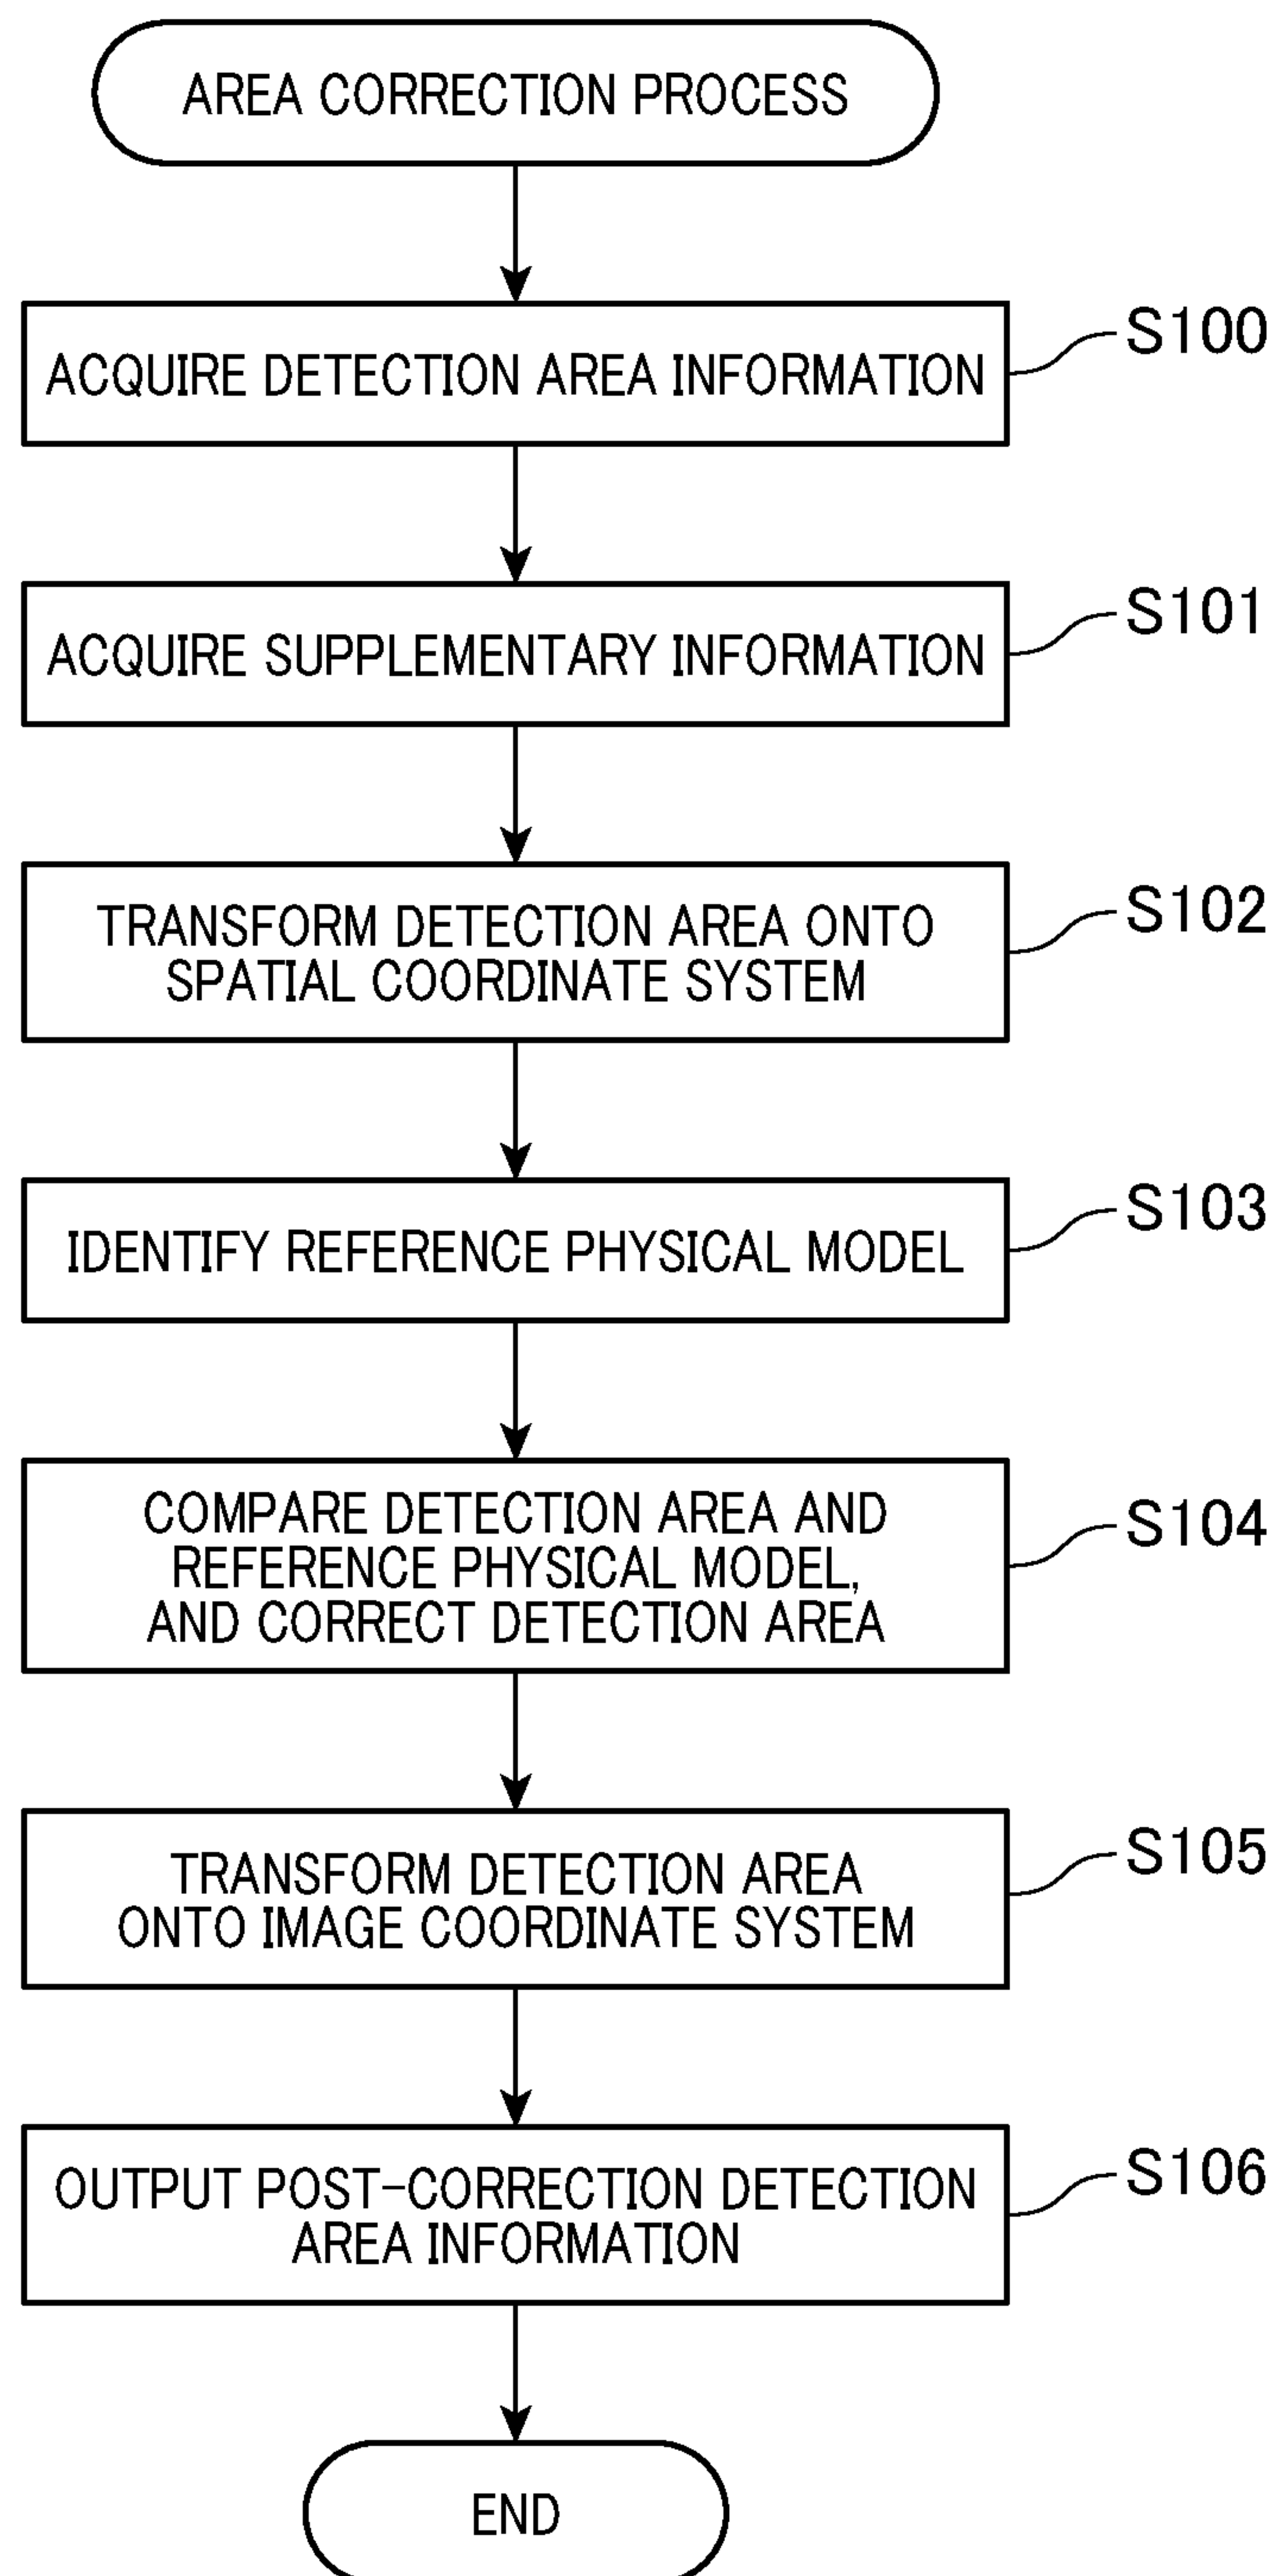 AREA CORRECTION PROCESS
ACQUIRE DETECTION AREA INFORMATION
S100
ACQUIRE SUPPLEMENTARY INFORMATION
S101
TRANSFORM DETECTION AREA ONTO
SPATIAL COORDINATE SYSTEM
S102
IDENTIFY REFERENCE PHYSICAL MODEL
S103
COMPARE DETECTION AREA AND
REFERENCE PHYSICAL MODEL,
AND CORRECT DETECTION AREA
S104
TRANSFORM DETECTION AREA
ONTO IMAGE COORDINATE SYSTEM
S105
OUTPUT POST-CORRECTION DETECTION
AREA INFORMATION
S106
END